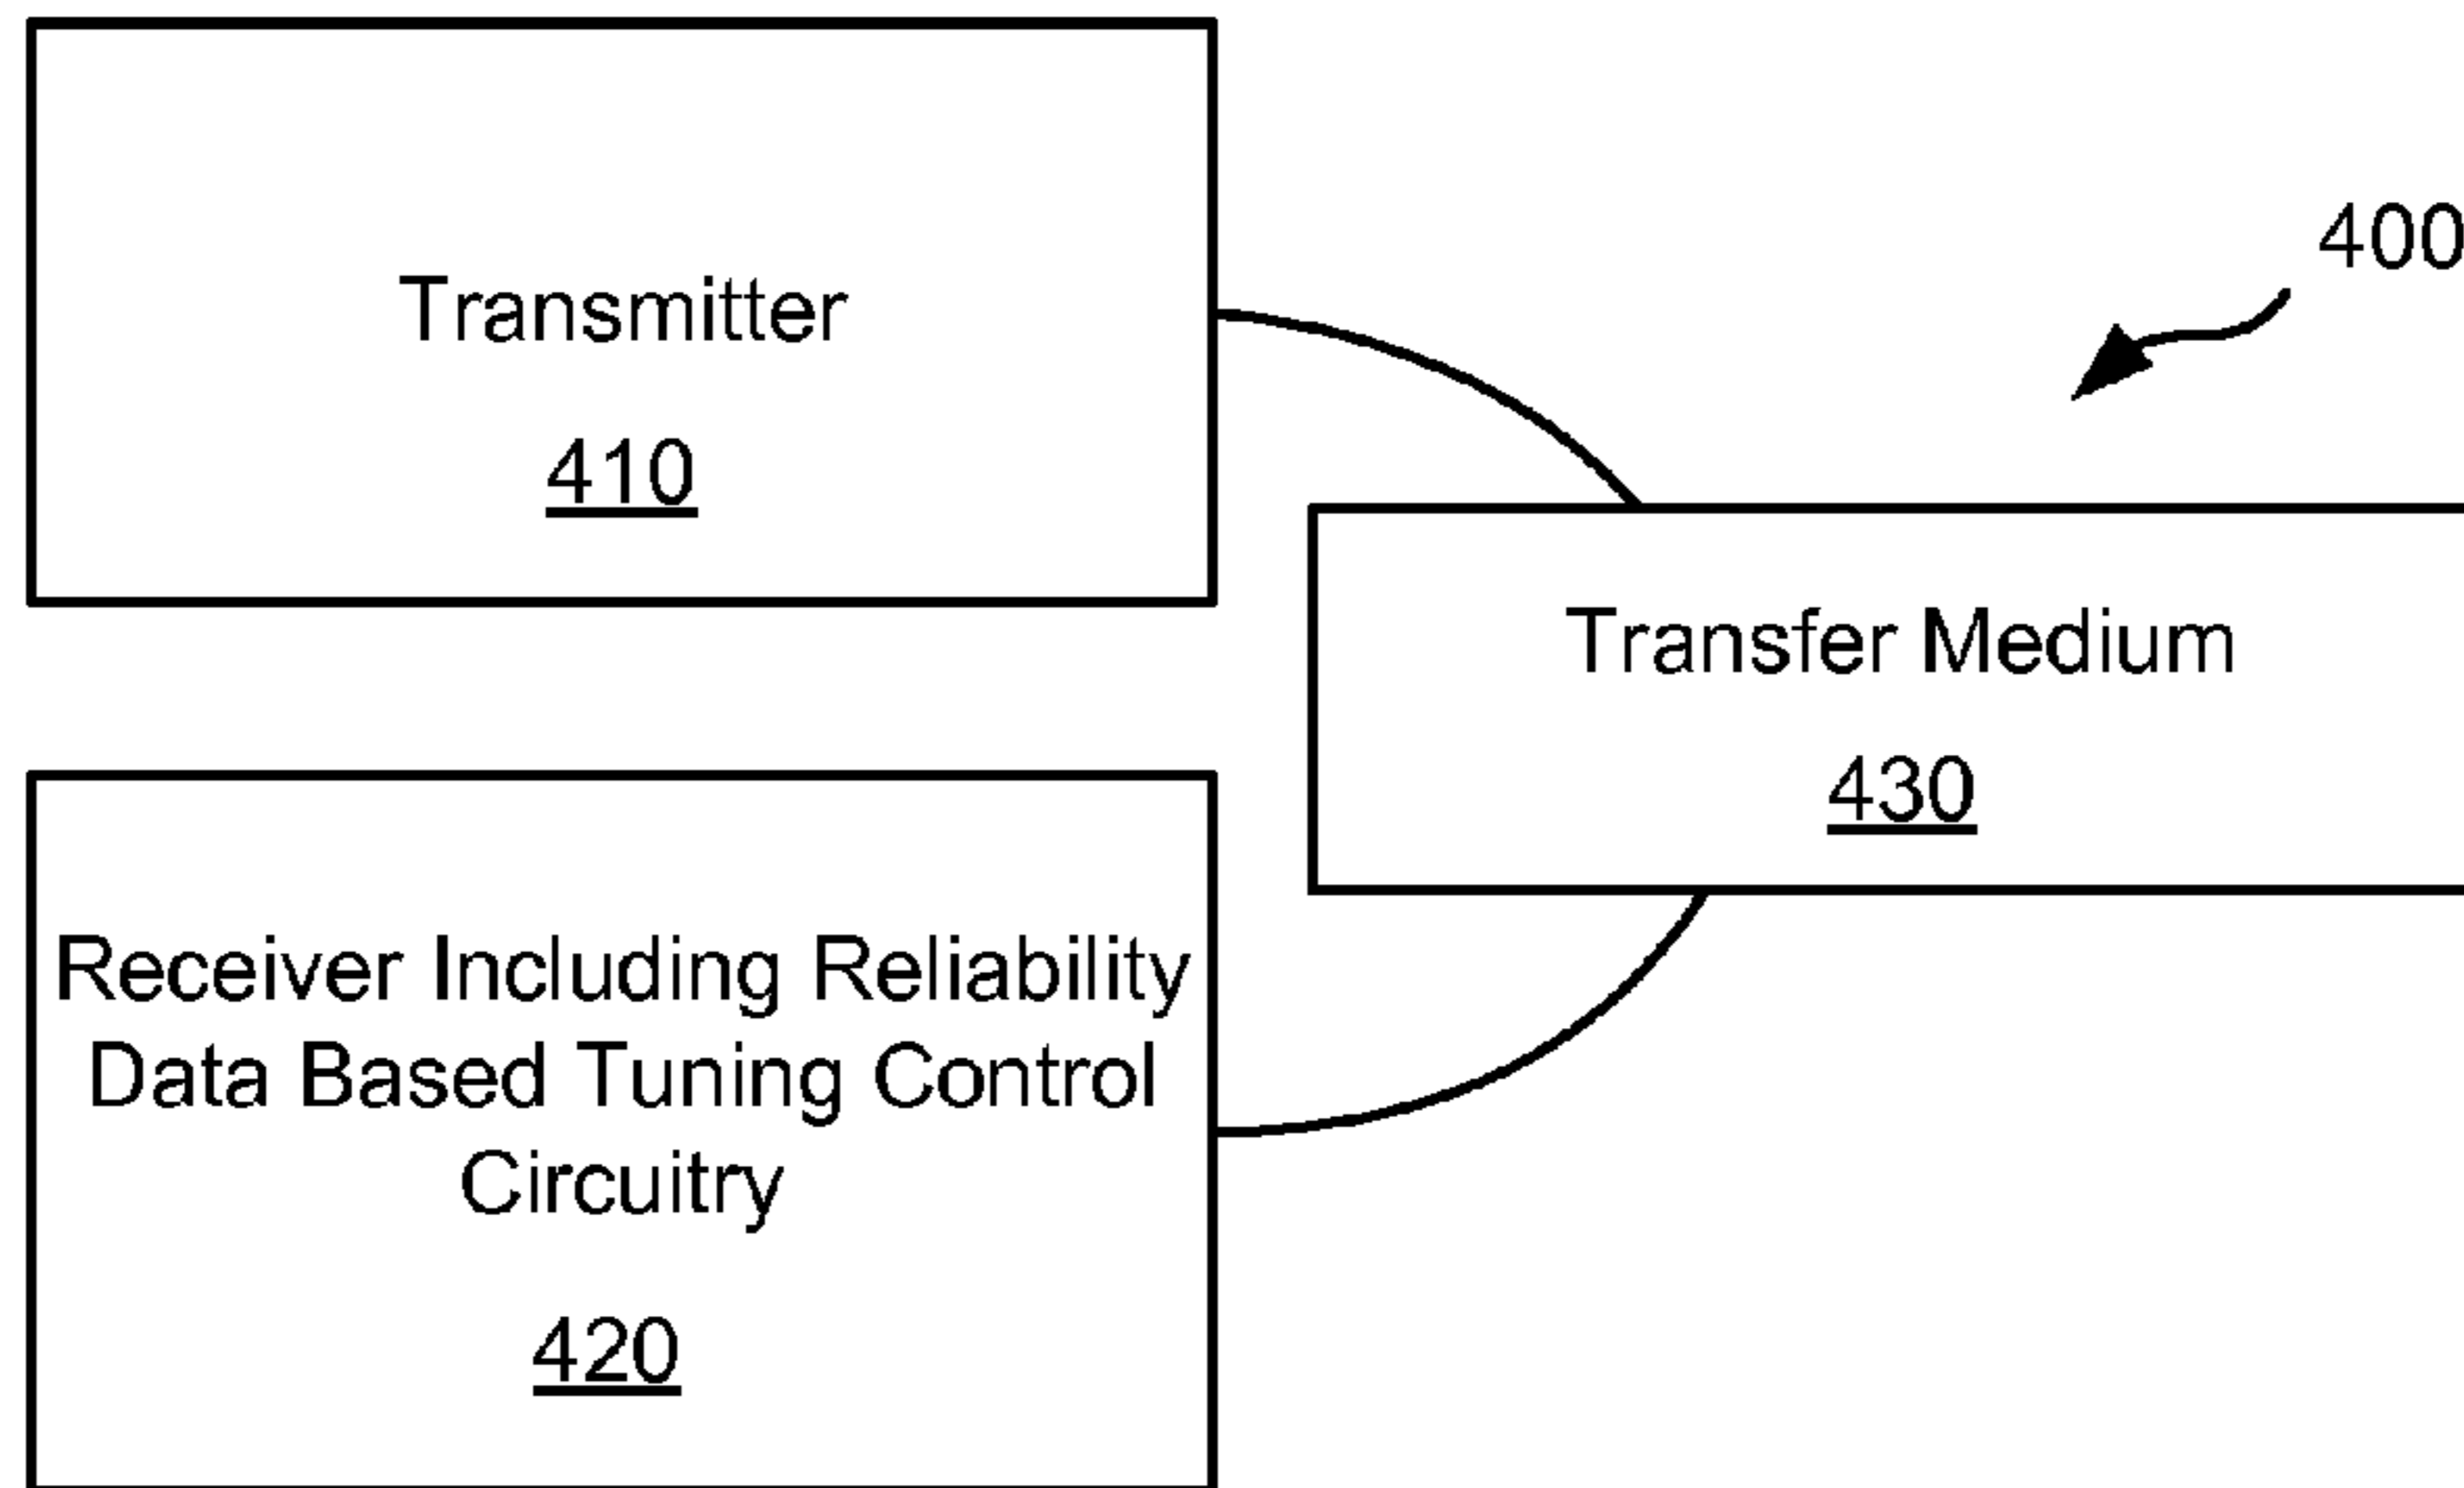 Transmitter
410
400
Transfer Medium
430
Receiver Including Reliability
Data Based Tuning Control
Circuitry
420